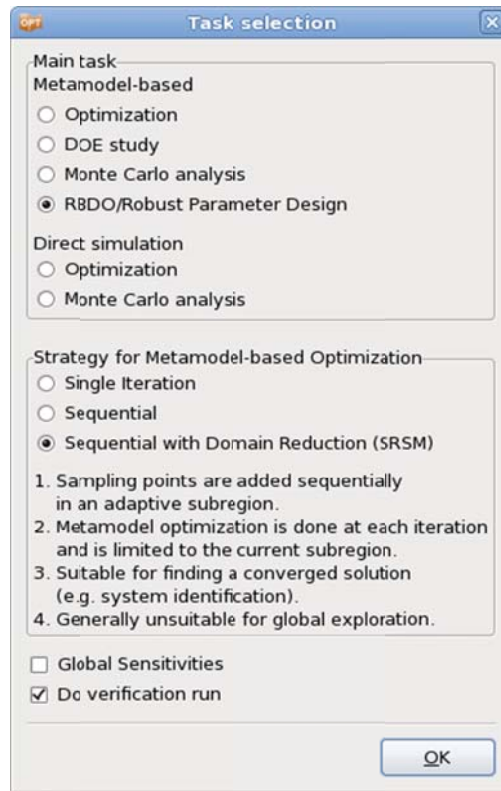 OPT
Task selection
Main task
Metamodel-based
Optimization
DOE study
Monte Carlo analysis
RBDO/Robust Parameter Design
Direct simulation
Optimization
Monte Carlo analysis
Strategy for Metamodel-based Optimization
Single Iteration
Sequential
Sequential with Domain Reduction (SRSM)
1. Sampling points are added sequentially
in an adaptive subregion.
2. Metamodel optimization is done at each iteration
and is limited to the current subregion.
3. Suitable for finding a converged solution
(e.g. system identification).
4. Generally unsuitable for global exploration.
Global Sensitivities
Do verification run
OK